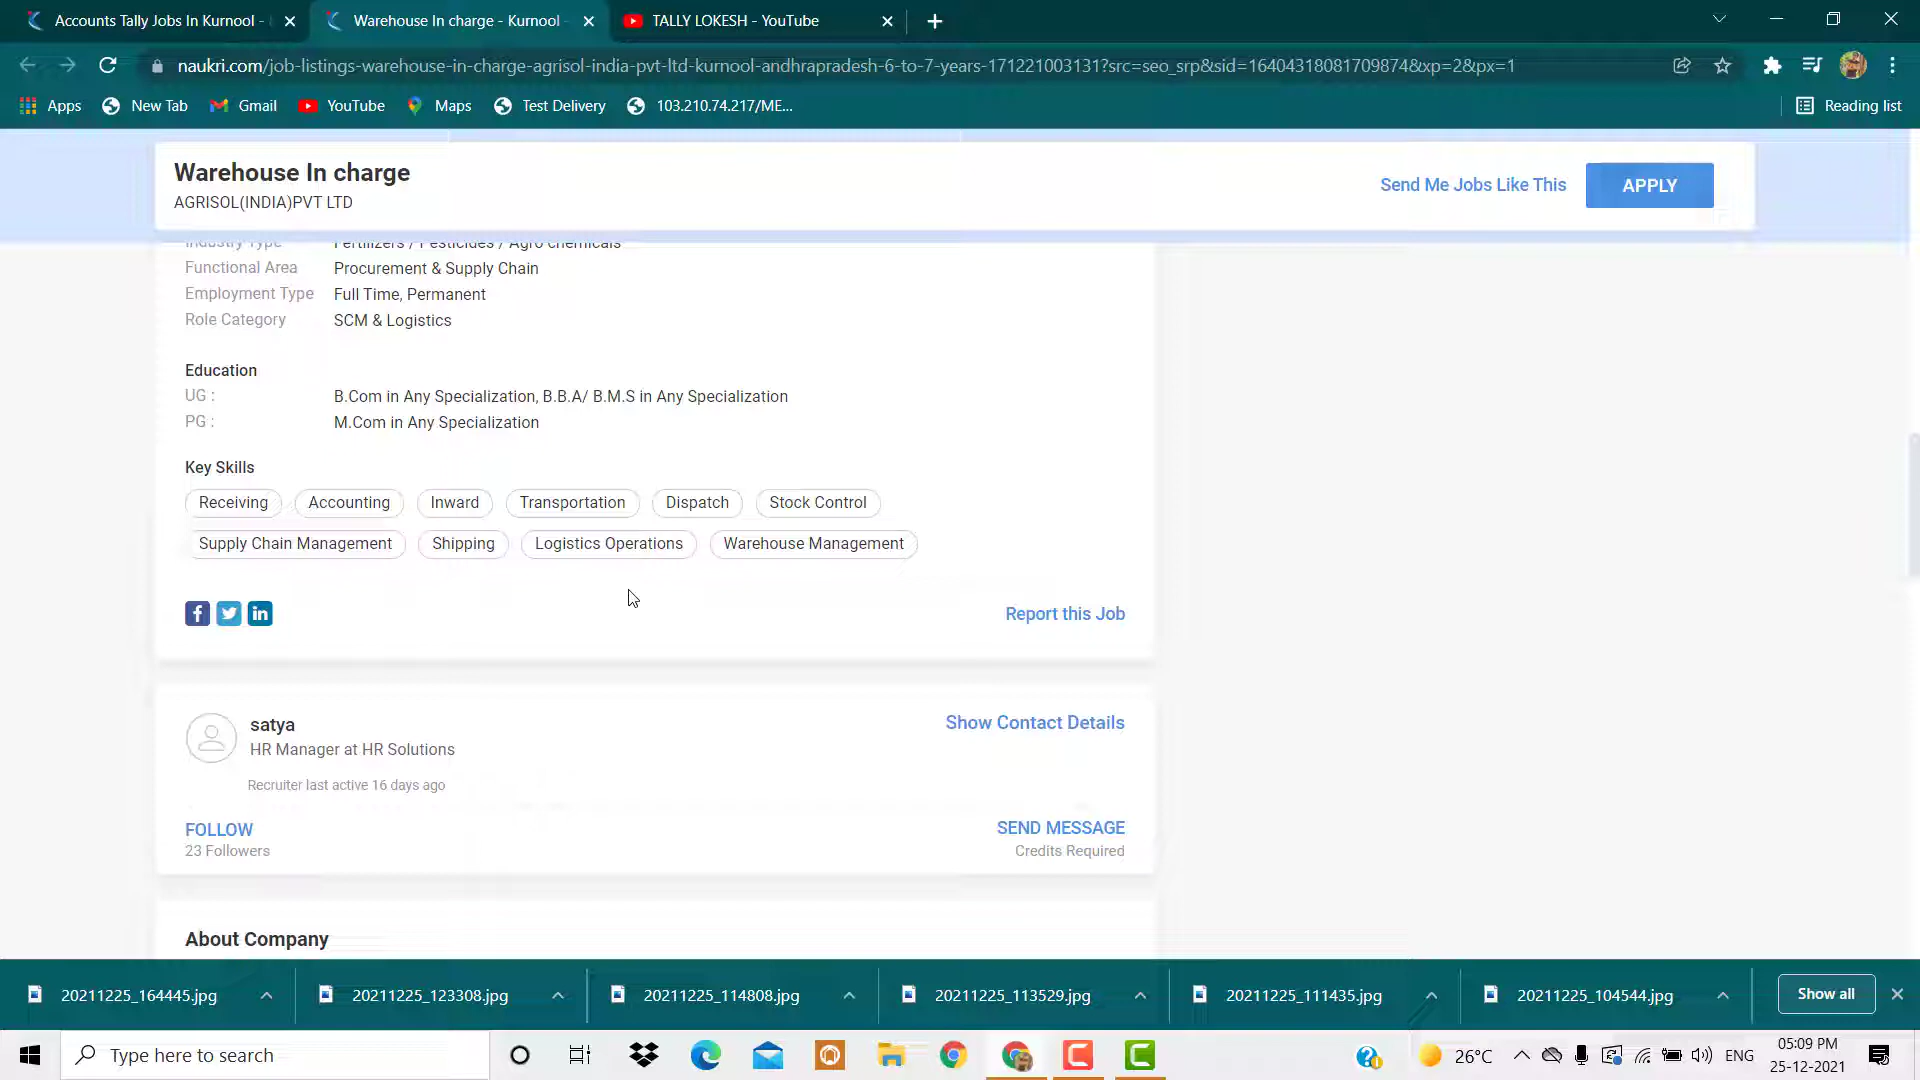 Accounts Tally Jobs In Kurnool -
Warehouse In charge - Kurnool
TALLY LOKESH - YouTube
naukri.com/job-listings-warehouse-in-charge-agrisol-india-pvt-ltd-kurnool-andhrapradesh-6-to-7-years-171221003131?src=seo_srp&sid=16404318081709874&xp=2&px=1
Apps
New Tab
Gmail
YouTube
Maps
Test Delivery
103.210.74.217/ME...
Reading list
Warehouse In charge
AGRISOL(INDIA)PVT LTD
Send Me Jobs Like This
APPLY
Industry Type Fertilizers / Pesticides / Agro chemicals
Functional Area Procurement & Supply Chain
Employment Type Full Time, Permanent
Role Category SCM & Logistics
Education
UG : B.Com in Any Specialization, B.B.A/ B.M.S in Any Specialization
PG : M.Com in Any Specialization
Key Skills
Receiving Accounting Inward Transportation Dispatch Stock Control
Supply Chain Management Shipping Logistics Operations Warehouse Management
Report this Job
satya
HR Manager at HR Solutions
Recruiter last active 16 days ago
Show Contact Details
FOLLOW
23 Followers
SEND MESSAGE
Credits Required
About Company
20211225_164445.jpg
20211225_123308.jpg
20211225_114808.jpg
20211225_113529.jpg
20211225_111435.jpg
20211225_104544.jpg
Show all
Type here to search
26°C
ENG
05:09 PM
25-12-2021